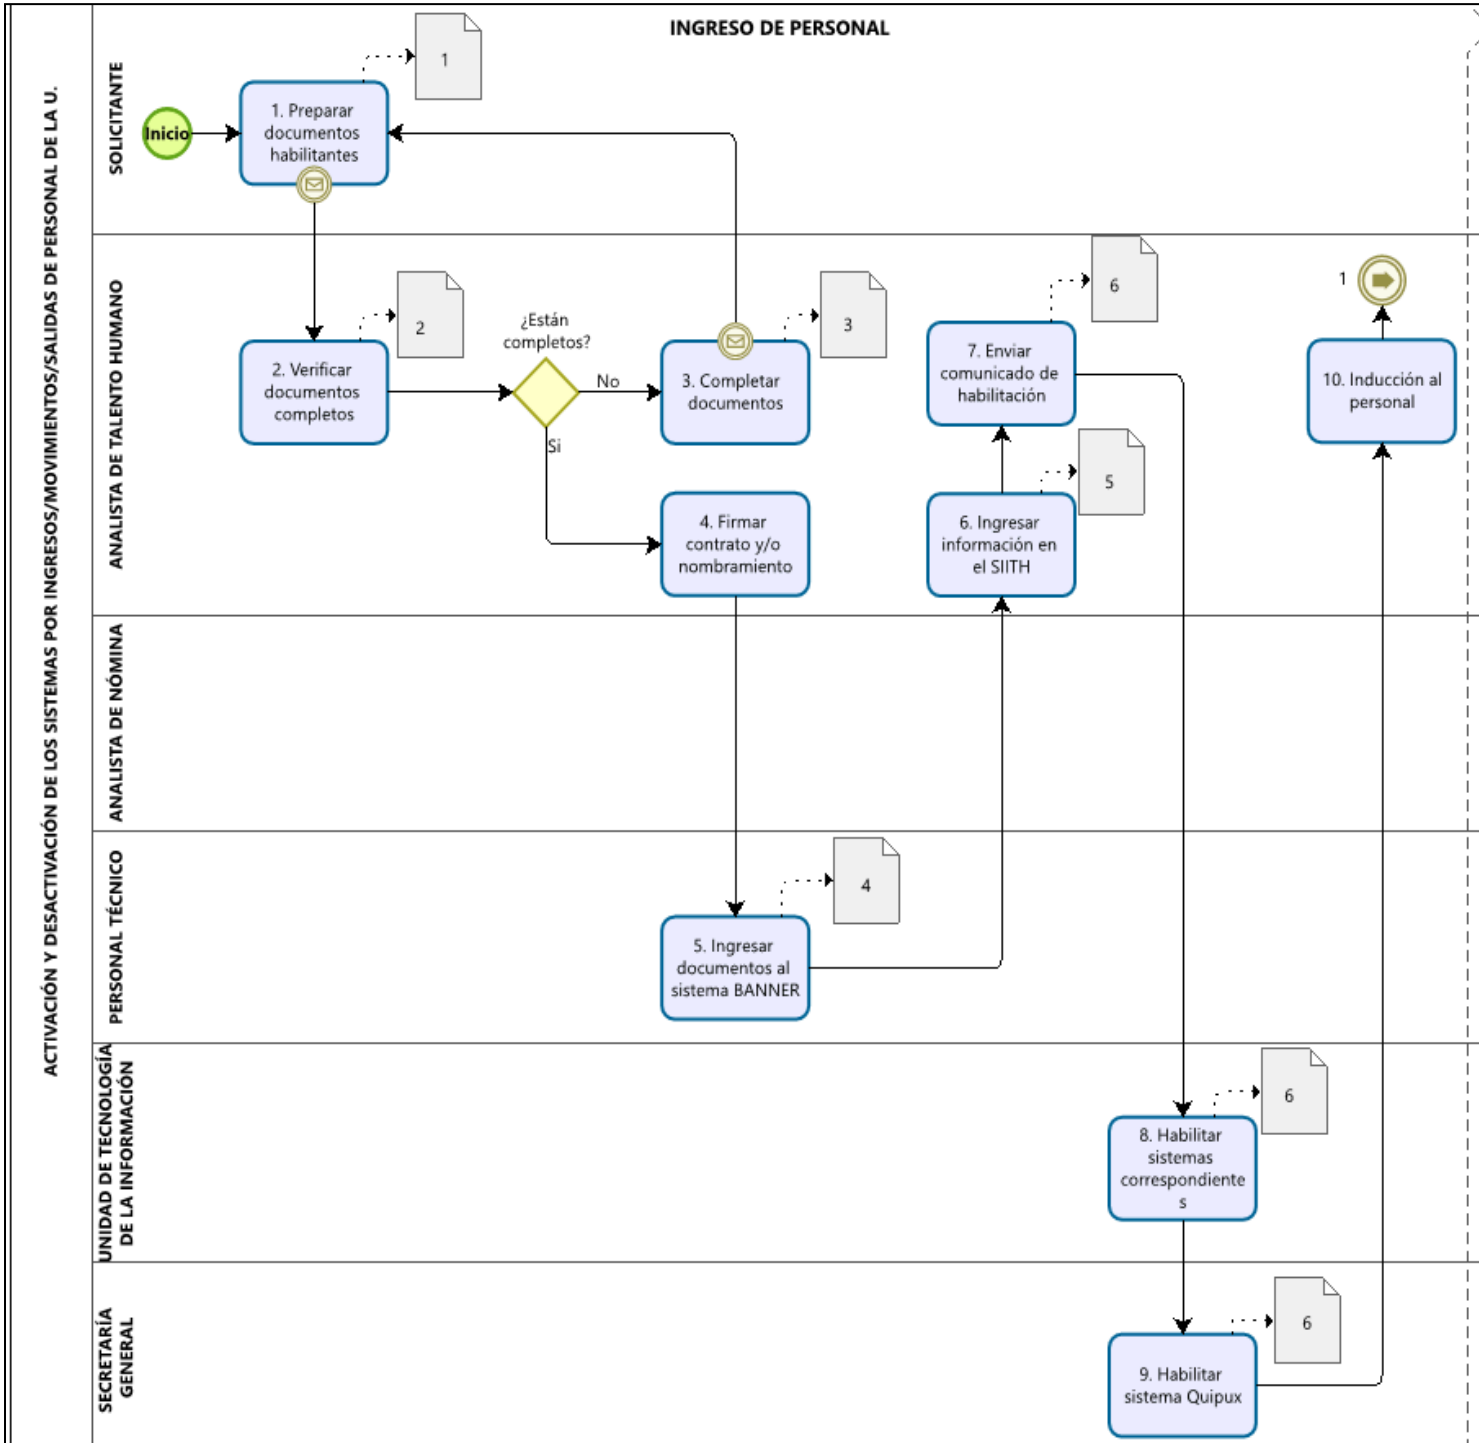 INGRESO DE PERSONAL
ACTIVACIÓN Y DESACTIVACIÓN DE LOS SISTEMAS POR INGRESOS/MOVIMIENTOS/SALIDAS DE PERSONAL DE LA U.
SOLICITANTE
Inicio
1. Preparar
documentos
habilitantes
1
ANALISTA DE TALENTO HUMANO
2. Verificar
documentos
completos
2
¿Están
completos?
No
Si
3. Completar
documentos
3
4. Firmar
contrato y/o
nombramiento
7. Enviar
comunicado de
habilitación
6
6. Ingresar
información en
el SIITH
5
1
10. Inducción al
personal
ANALISTA DE NÓMINA
PERSONAL TÉCNICO
5. Ingresar
documentos al
sistema BANNER
4
UNIDAD DE TECNOLOGÍA
DE LA INFORMACIÓN
8. Habilitar
sistemas
correspondiente
s
6
SECRETARÍA
GENERAL
9. Habilitar
sistema Quipux
6